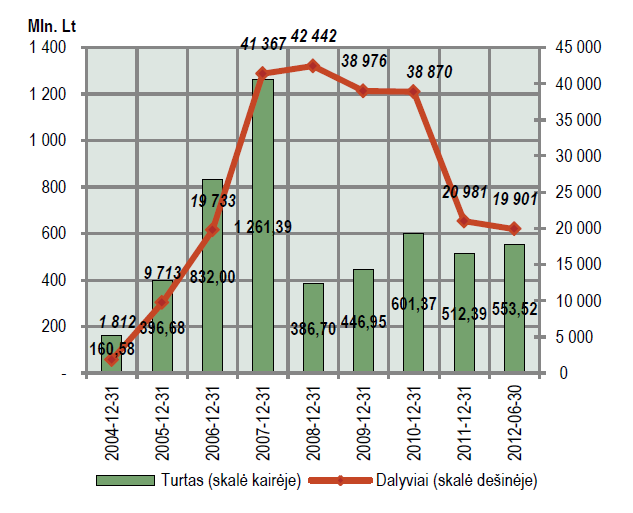 Mln. Lt
41 367 42 442
1 400 45 000
38 976 38 870
1 200 40 000
1 000 35 000
30 000
800 25 000
19 733 20 981 19 901
600 1 261,39 20 000
9 713 832,00
400 15 000
601,37 512,39 553,52
386,70 446,95
200 1 812 396,68 10 000
160,58 5 000
- 0
2004-12-31
2005-12-31
2006-12-31
2007-12-31
2008-12-31
2009-12-31
2010-12-31
2011-12-31
2012-06-30
Turtas (skalė kairėje) Dalyviai (skalė dešinėje)